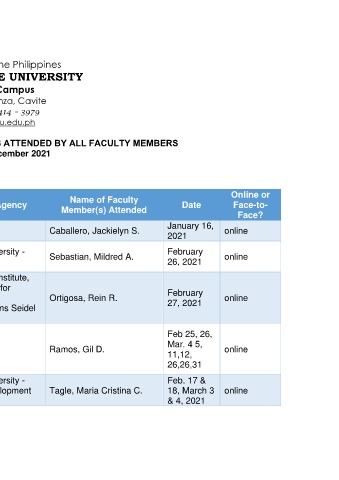 he Philippines
E UNIVERSITY
Campus
nza, Cavite
414 - 3979
u.edu.ph
S ATTENDED BY ALL FACULTY MEMBERS
cember 2021
Agency
Name of Faculty
Member(s) Attended
Date
Online or
Face-to-
Face?
Caballero, Jackielyn S.
January 16,
2021
online
ersity -
Sebastian, Mildred A.
February
26, 2021
online
nstitute,
for
ns Seidel
Ortigosa, Rein R.
February
27, 2021
online
Ramos, Gil D.
Feb 25, 26,
Mar. 4 5,
11,12,
26,26,31
online
ersity -
lopment
Tagle, Maria Cristina C.
Feb. 17 &
18, March 3
& 4, 2021
online